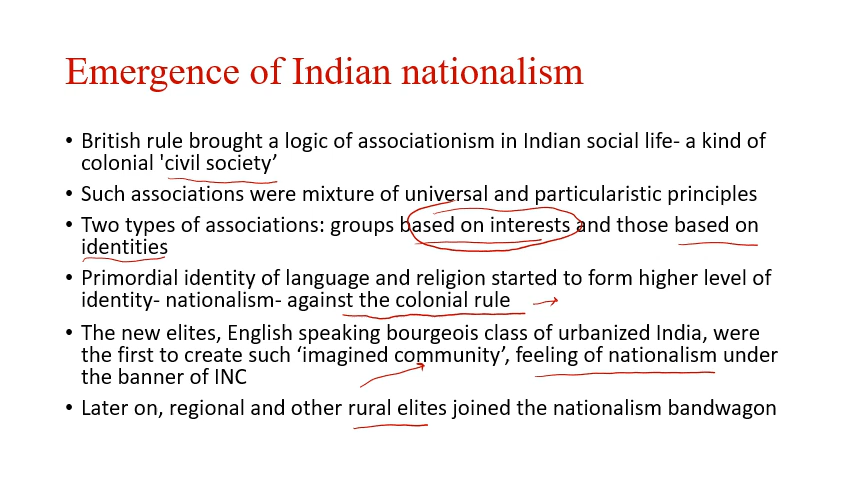 Emergence of Indian nationalism
• British rule brought a logic of associationism in Indian social life- a kind of
colonial 'civil society’
• Such associations were mixture of universal and particularistic principles
• Two types of associations: groups based on interests and those based on
identities
• Primordial identity of language and religion started to form higher level of
identity- nationalism- against the colonial rule
• The new elites, English speaking bourgeois class of urbanized India, were
the first to create such ‘imagined community’, feeling of nationalism under
the banner of INC
• Later on, regional and other rural elites joined the nationalism bandwagon